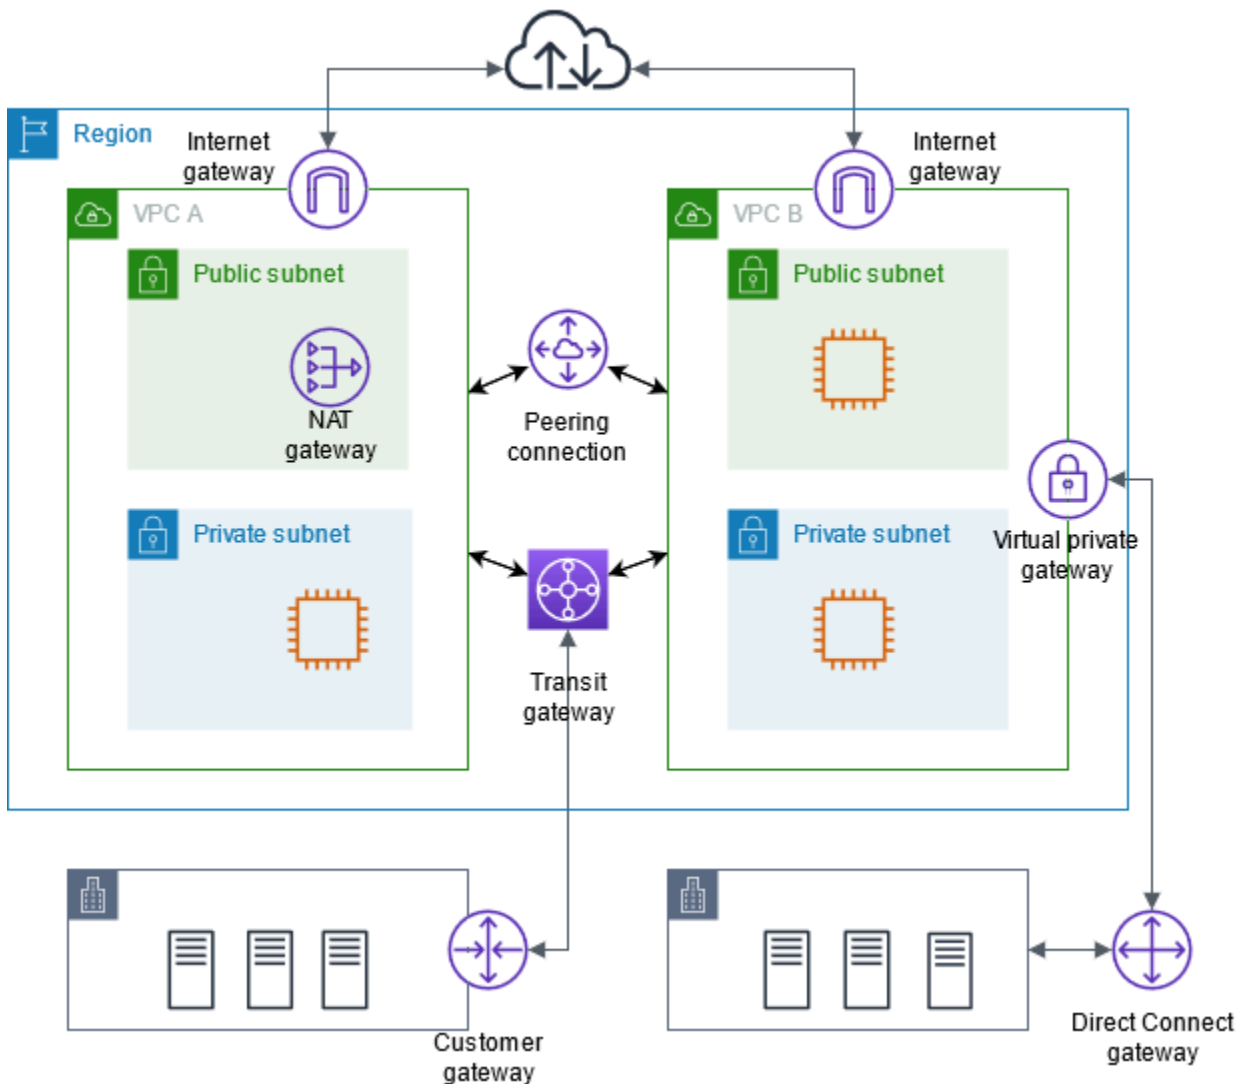 Region
Internet
gateway
Internet
gateway
VPC A
VPC B
Public subnet
Public subnet
NAT
gateway
Peering
connection
Private subnet
Private subnet
Virtual private
gateway
Transit
gateway
Customer
gateway
Direct Connect
gateway